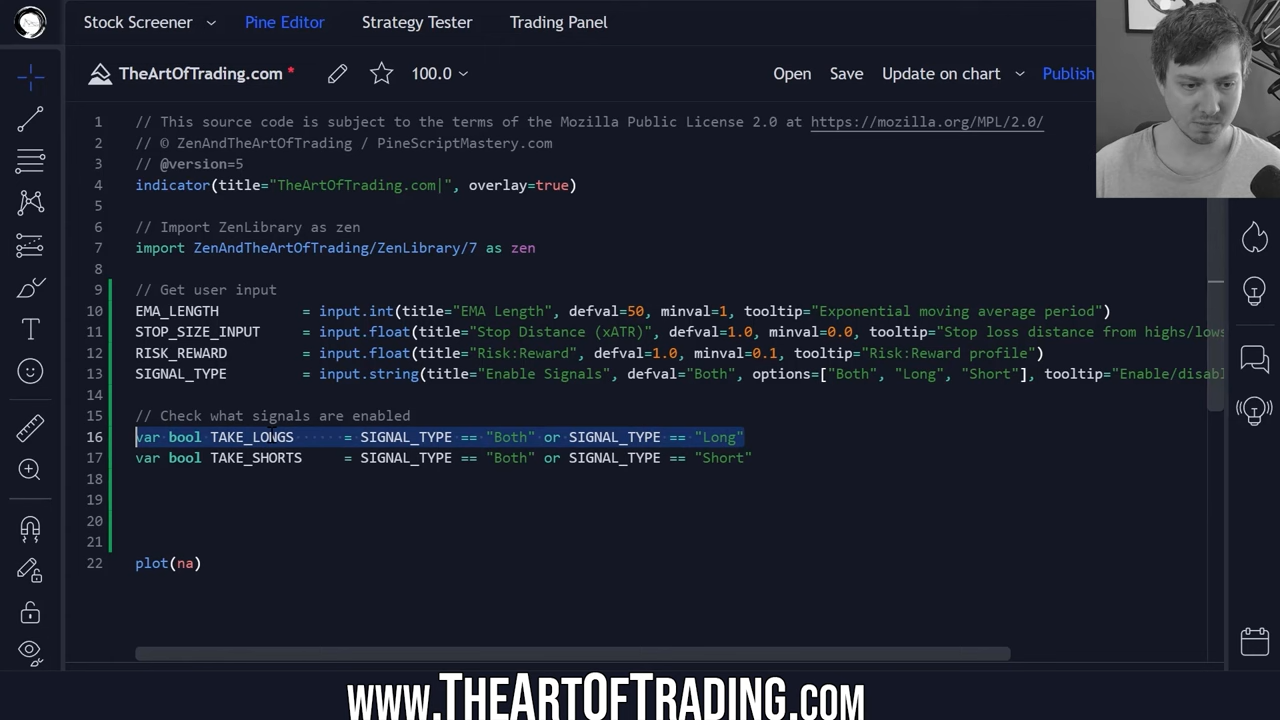 Stock Screener
Pine Editor
Strategy Tester
Trading Panel
TheArtOfTrading.com *
100.0
Open
Save
Update on chart
Publish
1 // This source code is subject to the terms of the Mozilla Public License 2.0 at https://mozilla.org/MPL/2.0/
2 // © ZenAndTheArtOfTrading / PineScriptMastery.com
3 // @version=5
4 indicator(title="TheArtOfTrading.com|", overlay=true)
5
6 // Import ZenLibrary as zen
7 import ZenAndTheArtOfTrading/ZenLibrary/7 as zen
8
9 // Get user input
10 EMA_LENGTH = input.int(title="EMA Length", defval=50, minval=1, tooltip="Exponential moving average period")
11 STOP_SIZE_INPUT = input.float(title="Stop Distance (xATR)", defval=1.0, minval=0.0, tooltip="Stop loss distance from highs/lows
12 RISK_REWARD = input.float(title="Risk:Reward", defval=1.0, minval=0.1, tooltip="Risk:Reward profile")
13 SIGNAL_TYPE = input.string(title="Enable Signals", defval="Both", options=["Both", "Long", "Short"], tooltip="Enable/disabl
14
15 // Check what signals are enabled
16 var bool TAKE_LONGS = SIGNAL_TYPE == "Both" or SIGNAL_TYPE == "Long"
17 var bool TAKE_SHORTS = SIGNAL_TYPE == "Both" or SIGNAL_TYPE == "Short"
18
19
20
21
22 plot(na)
WWW.THEARTOFTRADING.COM